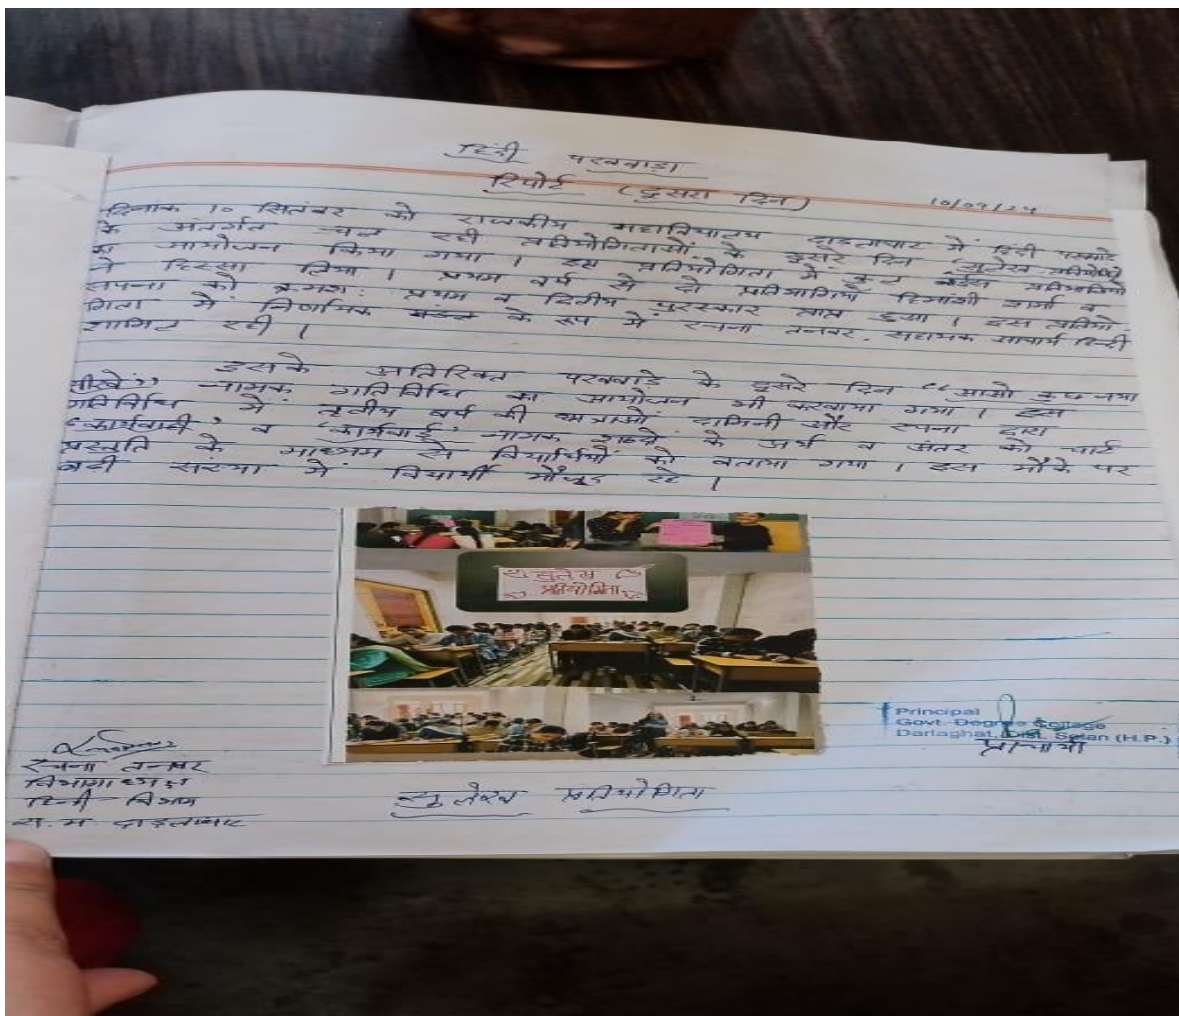 हिंदी पखवाड़ा
रिपोर्ट (दुसरा दिन) 10/09/24
दिनांक 10 सितंबर को राजकीय महाविद्यालय दाड़लाघाट में हिंदी पखवाड़े
के अंतर्गत चल रही प्रतियोगिताओं के दुसरे दिन सुलेख प्रतियोगिता
का आयोजन किया गया । इस प्रतियोगिता में कुल प्रतिभागियों
ने हिस्सा लिया । प्रथम वर्ष से दो प्रतिभागियों हिमांशी शर्मा व
सपना को क्रमशः प्रथम व द्वितीय पुरस्कार प्राप्त हुआ । इस प्रतियो-
गिता में निर्णायक के रूप में रचना तनवर, सहायक आचार्य हिन्दी
शामिल रही ।
इसके अतिरिक्त पखवाड़े के दुसरे दिन "आओ कुछ नया
सीखें" नामक गतिविधि का आयोजन भी करवाया गया । इस
गतिविधि में तृतीय वर्ष की छात्राओं दामिनी और सपना द्वारा
'कार्यवाही' व 'कार्रवाई' नामक शब्दों के अर्थ व अंतर को चार्ट
प्रस्तुति के माध्यम से विद्यार्थियों को बताया गया । इस मौके पर
बड़ी संख्या में विद्यार्थी मौजूद रहे ।
सुलेख
प्रतियोगिता
Principal
Govt. Degree College
Darlaghat, Dist. Solan (H.P.)
प्राचार्या
रचना तनवर
विभागाध्यक्ष
हिन्दी विभाग
रा.म. दाड़लाघाट
सुलेख प्रतियोगिता